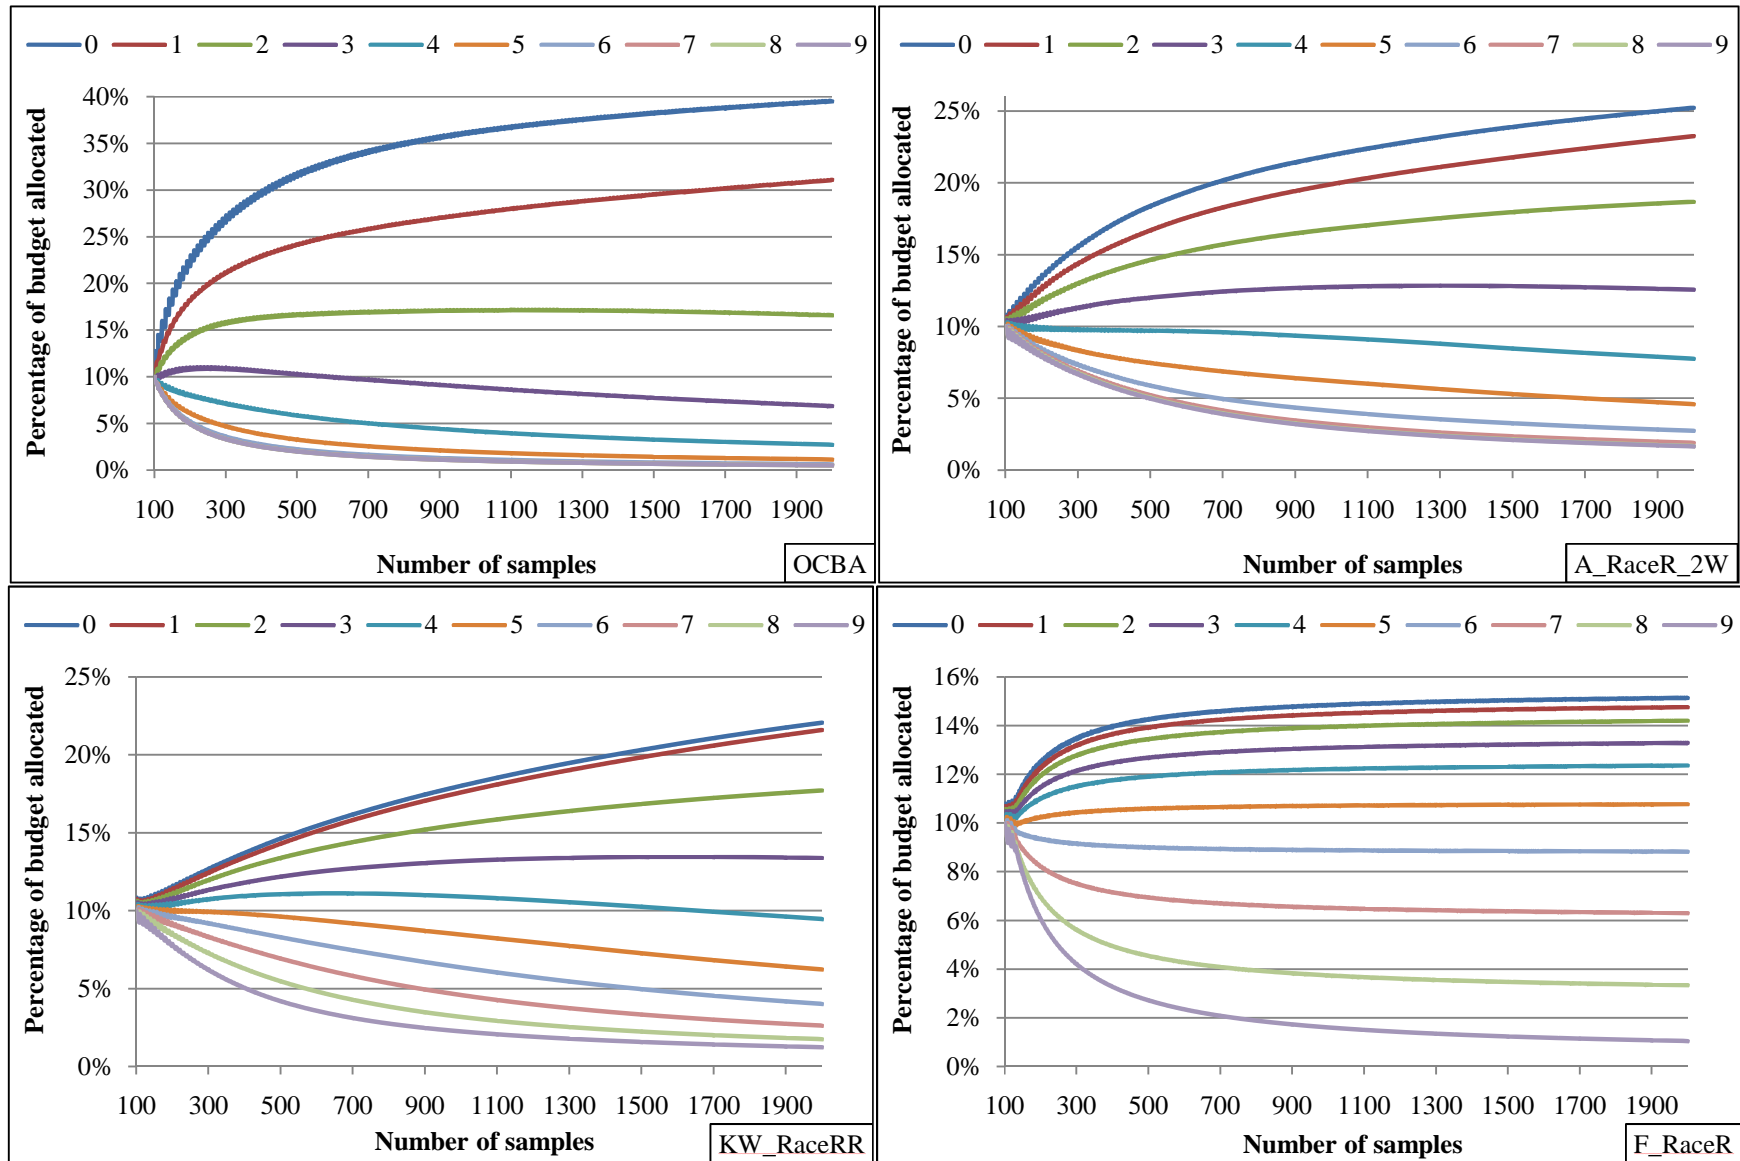 0 1 2 3 4 5 6 7 8 9
40%
35%
30%
25%
20%
15%
10%
5%
0%
Percentage of budget allocated
100 300 500 700 900 1100 1300 1500 1700 1900
Number of samples
OCBA
0 1 2 3 4 5 6 7 8 9
25%
20%
15%
10%
5%
0%
Percentage of budget allocated
100 300 500 700 900 1100 1300 1500 1700 1900
Number of samples
A_RaceR_2W
0 1 2 3 4 5 6 7 8 9
25%
20%
15%
10%
5%
0%
Percentage of budget allocated
100 300 500 700 900 1100 1300 1500 1700 1900
Number of samples
KW_RaceRR
0 1 2 3 4 5 6 7 8 9
16%
14%
12%
10%
8%
6%
4%
2%
0%
Percentage of budget allocated
100 300 500 700 900 1100 1300 1500 1700 1900
Number of samples
F_RaceR